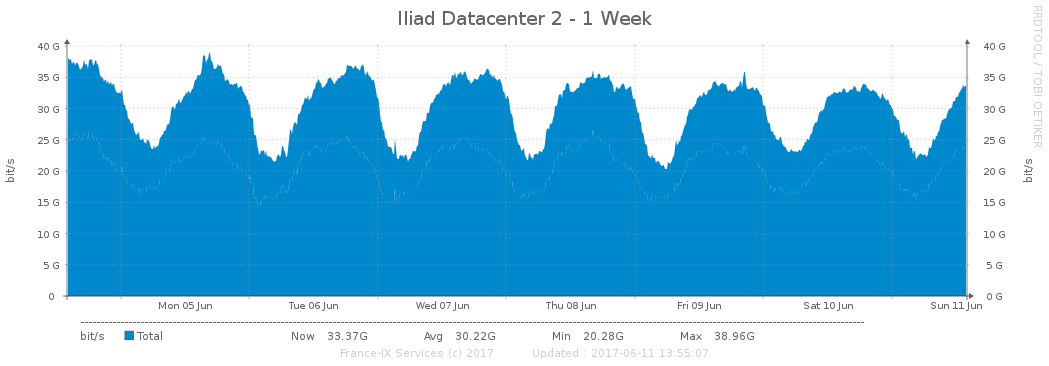 Iliad Datacenter 2 - 1 Week
RRDTOOL / TOBI OETIKER
40 G 40 G
35 G 35 G
30 G 30 G
25 G 25 G
20 G 20 G
15 G 15 G
10 G 10 G
5 G 5 G
0 0 G
bit/s bit/s
Mon 05 Jun Tue 06 Jun Wed 07 Jun Thu 08 Jun Fri 09 Jun Sat 10 Jun Sun 11 Jun
bit/s Total Now 33.37G Avg 30.22G Min 20.28G Max 38.96G
France-IX Services (c) 2017 Updated : 2017-06-11 13:55:07